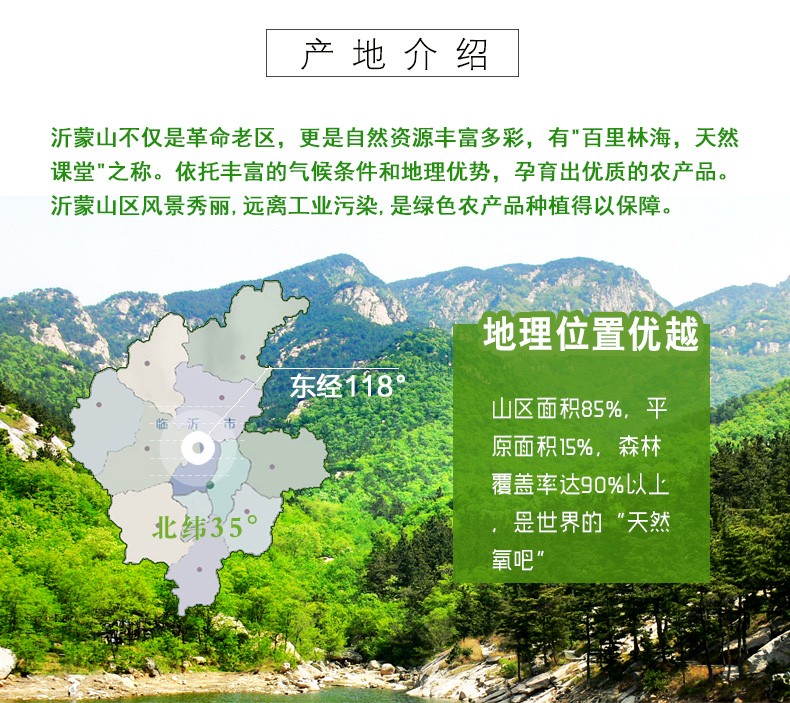 产地介绍
沂蒙山不仅是革命老区，更是自然资源丰富多彩，有"百里林海，天然
课堂"之称。依托丰富的气候条件和地理优势，孕育出优质的农产品。
沂蒙山区风景秀丽,远离工业污染,是绿色农产品种植得以保障。
地理位置优越
东经118°
山区面积85%，平
原面积15%，森林
覆盖率达90%以上
，是世界的“天然
氧吧”
临沂市
北纬35°